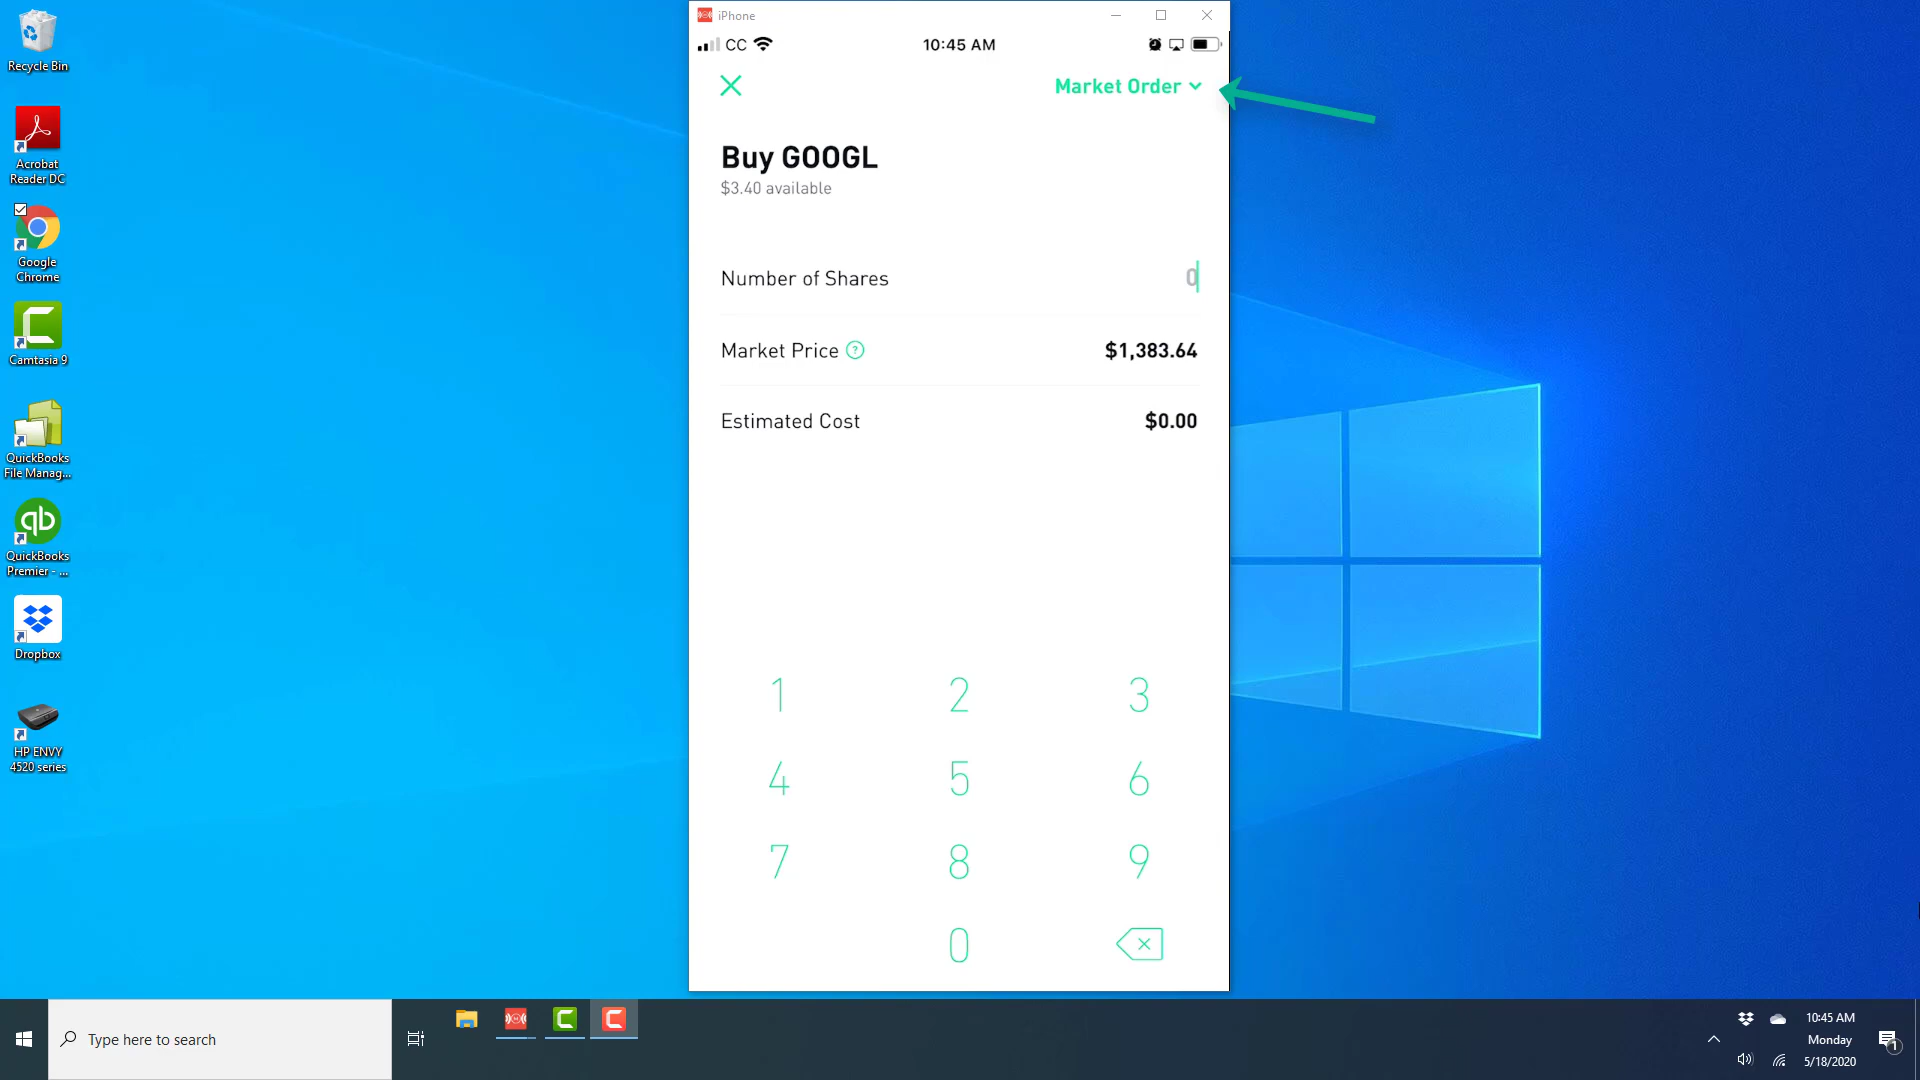 Recycle Bin
Acrobat
Reader DC
Google
Chrome
Camtasia 9
QuickBooks
File Manag...
qb
QuickBooks
Premier - ...
Dropbox
HP ENVY
4520 series
iPhone
CC
10:45 AM
Market Order
Buy GOOGL
$3.40 available
Number of Shares
0
Market Price ?
$1,383.64
Estimated Cost
$0.00
1
2
3
4
5
6
7
8
9
0
Type here to search
10:45 AM
Monday
5/18/2020
1